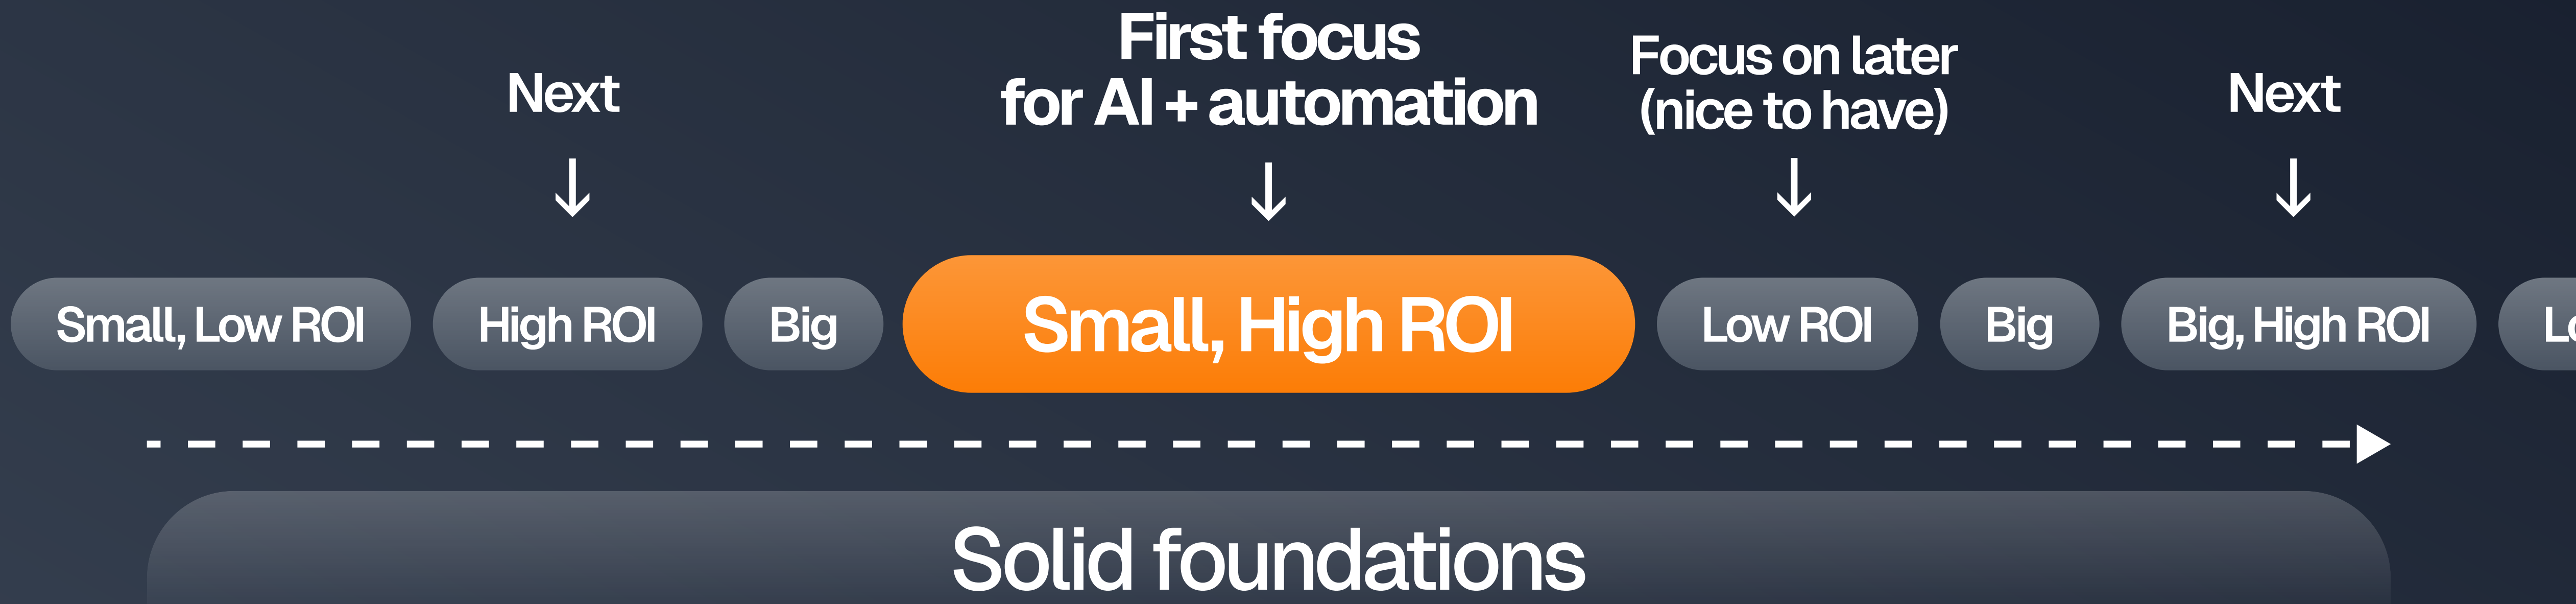 Next
First focus
for AI + automation
Focus on later
(nice to have)
Next
Small, Low ROI
High ROI
Big
Small, High ROI
Low ROI
Big
Big, High ROI
Solid foundations